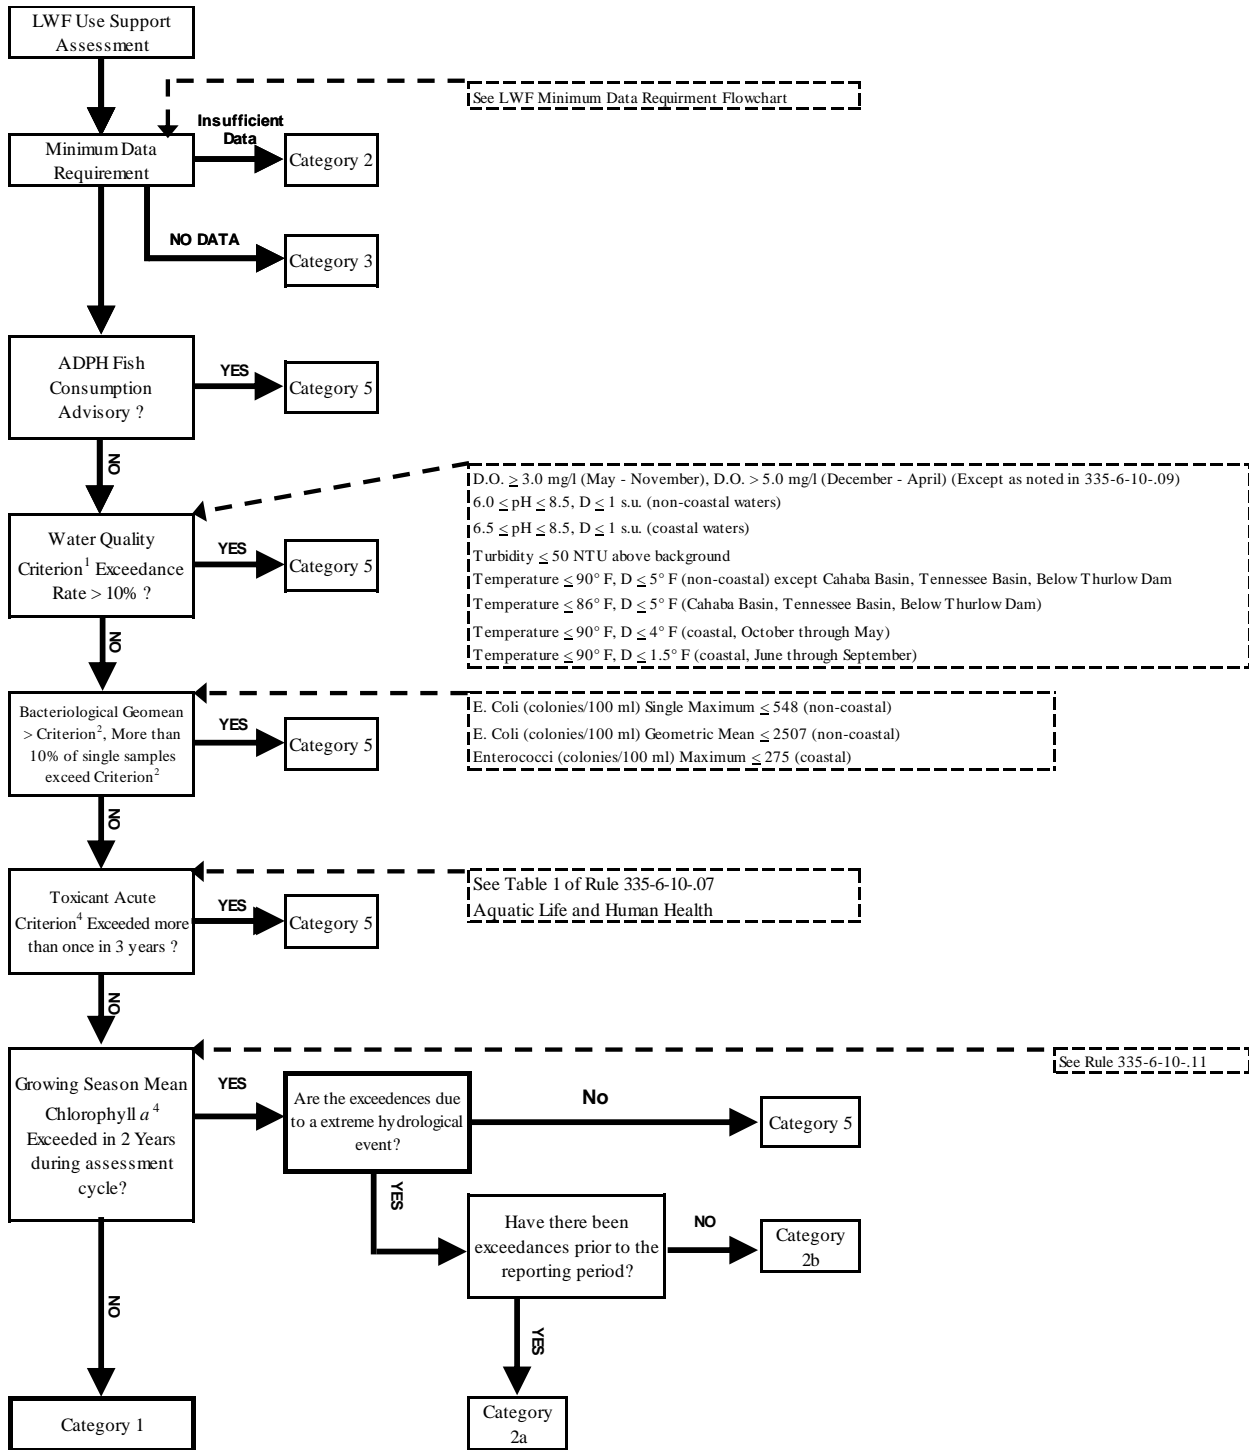 LWF Use Support
Assessment
See LWF Minimum Data Requirment Flowchart
Insufficient
Data
Minimum Data
Requirement
Category 2
NO DATA
Category 3
ADPH Fish
Consumption
Advisory ?
YES
Category 5
NO
D.O. ≥ 3.0 mg/l (May - November), D.O. > 5.0 mg/l (December - April) (Except as noted in 335-6-10-.09)
6.0 ≤ pH ≤ 8.5, D ≤ 1 s.u. (non-coastal waters)
6.5 ≤ pH ≤ 8.5, D ≤ 1 s.u. (coastal waters)
Turbidity ≤ 50 NTU above background
Temperature ≤ 90° F, D ≤ 5° F (non-coastal) except Cahaba Basin, Tennessee Basin, Below Thurlow Dam
Temperature ≤ 86° F, D ≤ 5° F (Cahaba Basin, Tennessee Basin, Below Thurlow Dam)
Temperature ≤ 90° F, D ≤ 4° F (coastal, October through May)
Temperature ≤ 90° F, D ≤ 1.5° F (coastal, June through September)
Water Quality
Criterion¹ Exceedance
Rate > 10% ?
YES
Category 5
NO
Bacteriological Geomean
> Criterion², More than
10% of single samples
exceed Criterion²
YES
Category 5
E. Coli (colonies/100 ml) Single Maximum ≤ 548 (non-coastal)
E. Coli (colonies/100 ml) Geometric Mean ≤ 2507 (non-coastal)
Enterococci (colonies/100 ml) Maximum ≤ 275 (coastal)
NO
Toxicant Acute
Criterion⁴ Exceeded more
than once in 3 years ?
YES
Category 5
See Table 1 of Rule 335-6-10-.07
Aquatic Life and Human Health
NO
See Rule 335-6-10-.11
Growing Season Mean
Chlorophyll a ⁴
Exceeded in 2 Years
during assessment
cycle?
YES
Are the exceedences due
to a extreme hydrological
event?
No
Category 5
YES
Have there been
exceedances prior to the
reporting period?
NO
Category
2b
NO
YES
Category 1
Category
2a